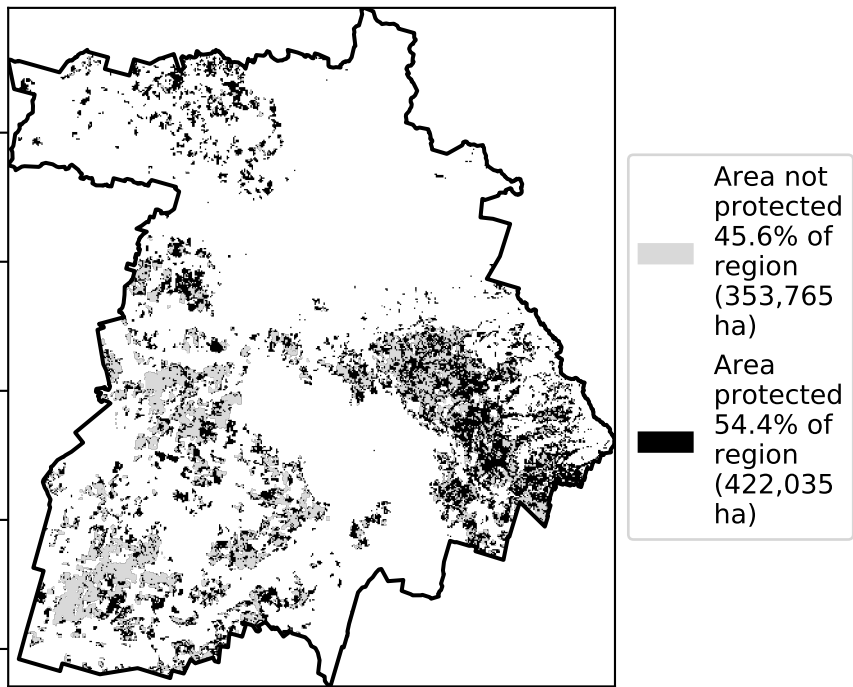 Area not
protected
45.6% of
region
(353,765
ha)
Area
protected
54.4% of
region
(422,035
ha)